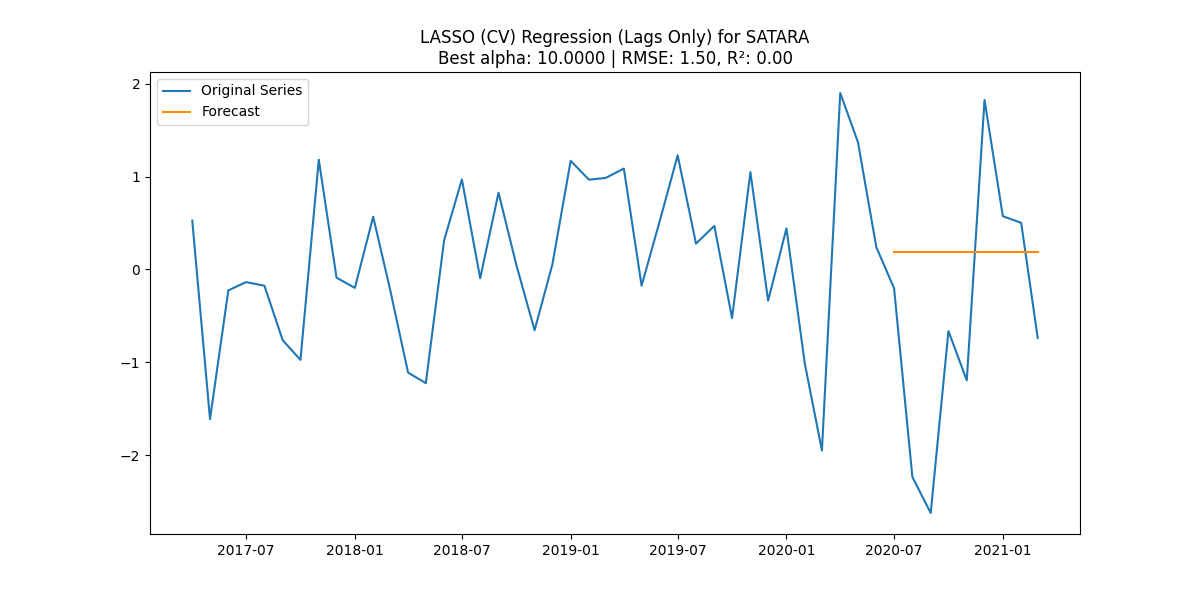 LASSO (CV) Regression (Lags Only) for SATARA
Best alpha: 10.0000 | RMSE: 1.50, R²: 0.00
Original Series
Forecast
2
1
0
−1
−2
2017-07 2018-01 2018-07 2019-01 2019-07 2020-01 2020-07 2021-01